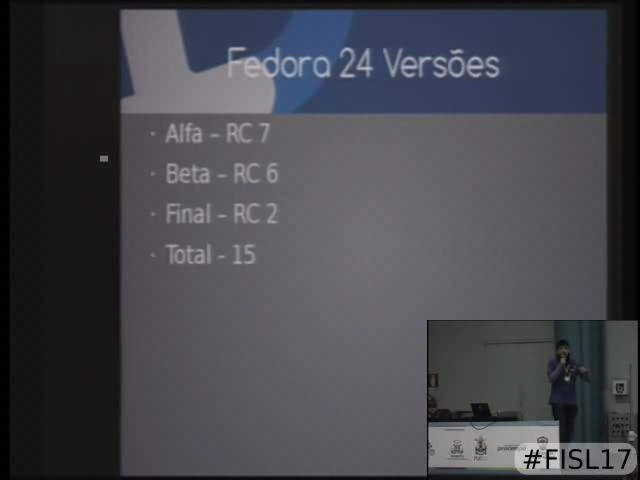 Fedora 24 Versões
· Alfa – RC 7
· Beta – RC 6
· Final – RC 2
· Total - 15
#FISL17